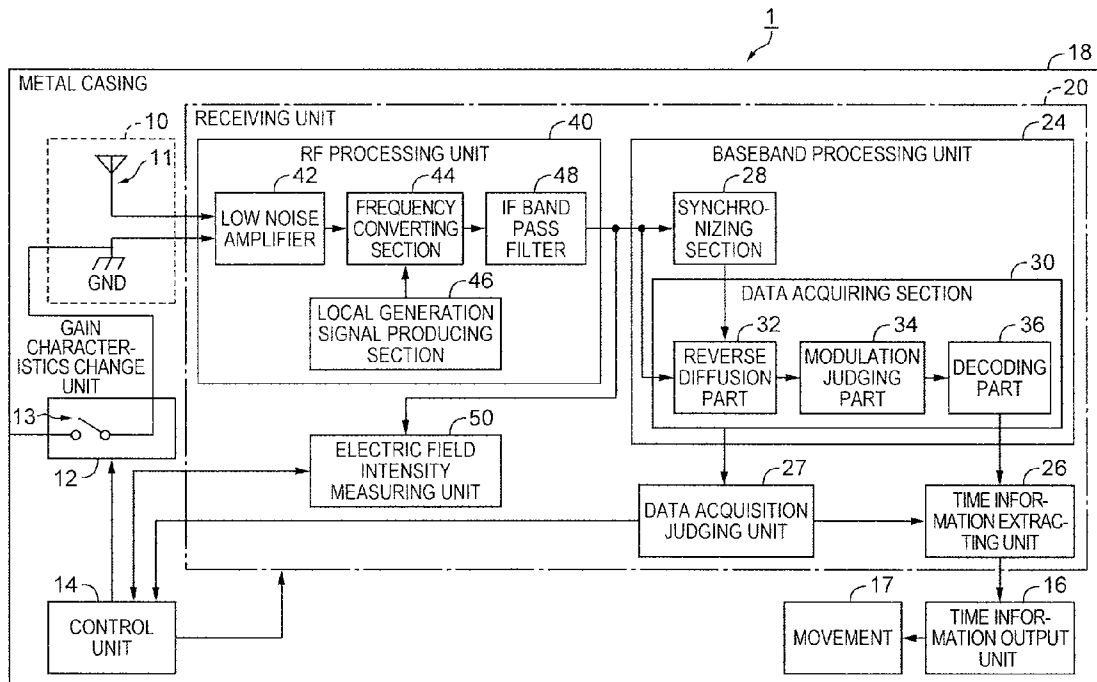 1
18
METAL CASING
20
RECEIVING UNIT
10
11
GND
40
RF PROCESSING UNIT
42
LOW NOISE
AMPLIFIER
44
FREQUENCY
CONVERTING
SECTION
48
IF BAND
PASS
FILTER
46
LOCAL GENERATION
SIGNAL PRODUCING
SECTION
24
BASEBAND PROCESSING UNIT
28
SYNCHRO-
NIZING
SECTION
30
DATA ACQUIRING SECTION
32
REVERSE
DIFFUSION
PART
34
MODULATION
JUDGING
PART
36
DECODING
PART
GAIN
CHARACTER-
ISTICS CHANGE
UNIT
13
12
50
ELECTRIC FIELD
INTENSITY
MEASURING UNIT
27
DATA ACQUISITION
JUDGING UNIT
26
TIME INFOR-
MATION EXTRAC-
TING UNIT
14
CONTROL
UNIT
17
MOVEMENT
16
TIME INFOR-
MATION OUTPUT
UNIT